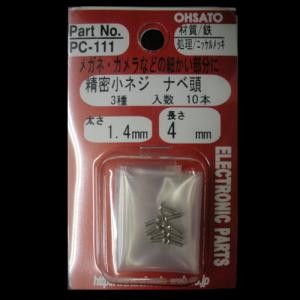 Part No.
PC-111
OHSATO
材質/鉄
処理/ニッケルメッキ
メガネ・カメラなどの細かい部分に
精密小ネジ ナベ頭
3種 入数 10本
太さ
1.4mm
長さ
4 mm
ELECTRONIC PARTS